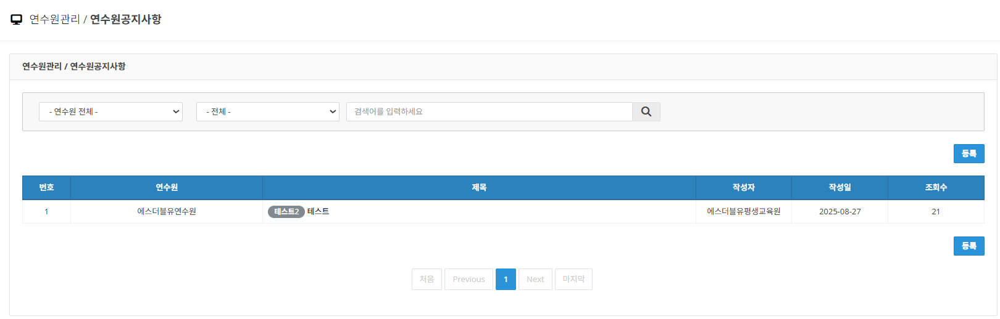 연수원관리 / 연수원공지사항
연수원관리 / 연수원공지사항
- 연수원 전체 - - 전체 - 검색어를 입력하세요
등록
번호 연수원 제목 작성자 작성일 조회수
1 에스더블유연수원 테스트2 테스트 에스더블유평생교육원 2025-08-27 21
등록
처음 Previous 1 Next 마지막